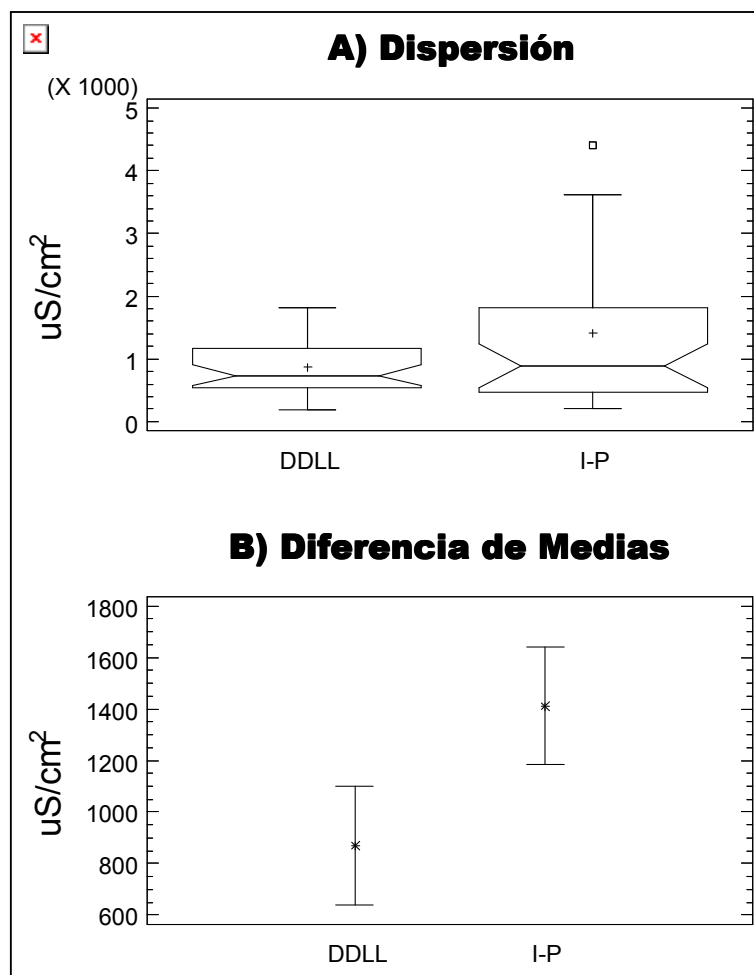 A) Dispersión
(X 1000)
5
4
3
2
1
0
uS/cm2
DDLL I-P
B) Diferencia de Medias
1800
1600
1400
1200
1000
800
600
uS/cm2
DDLL I-P